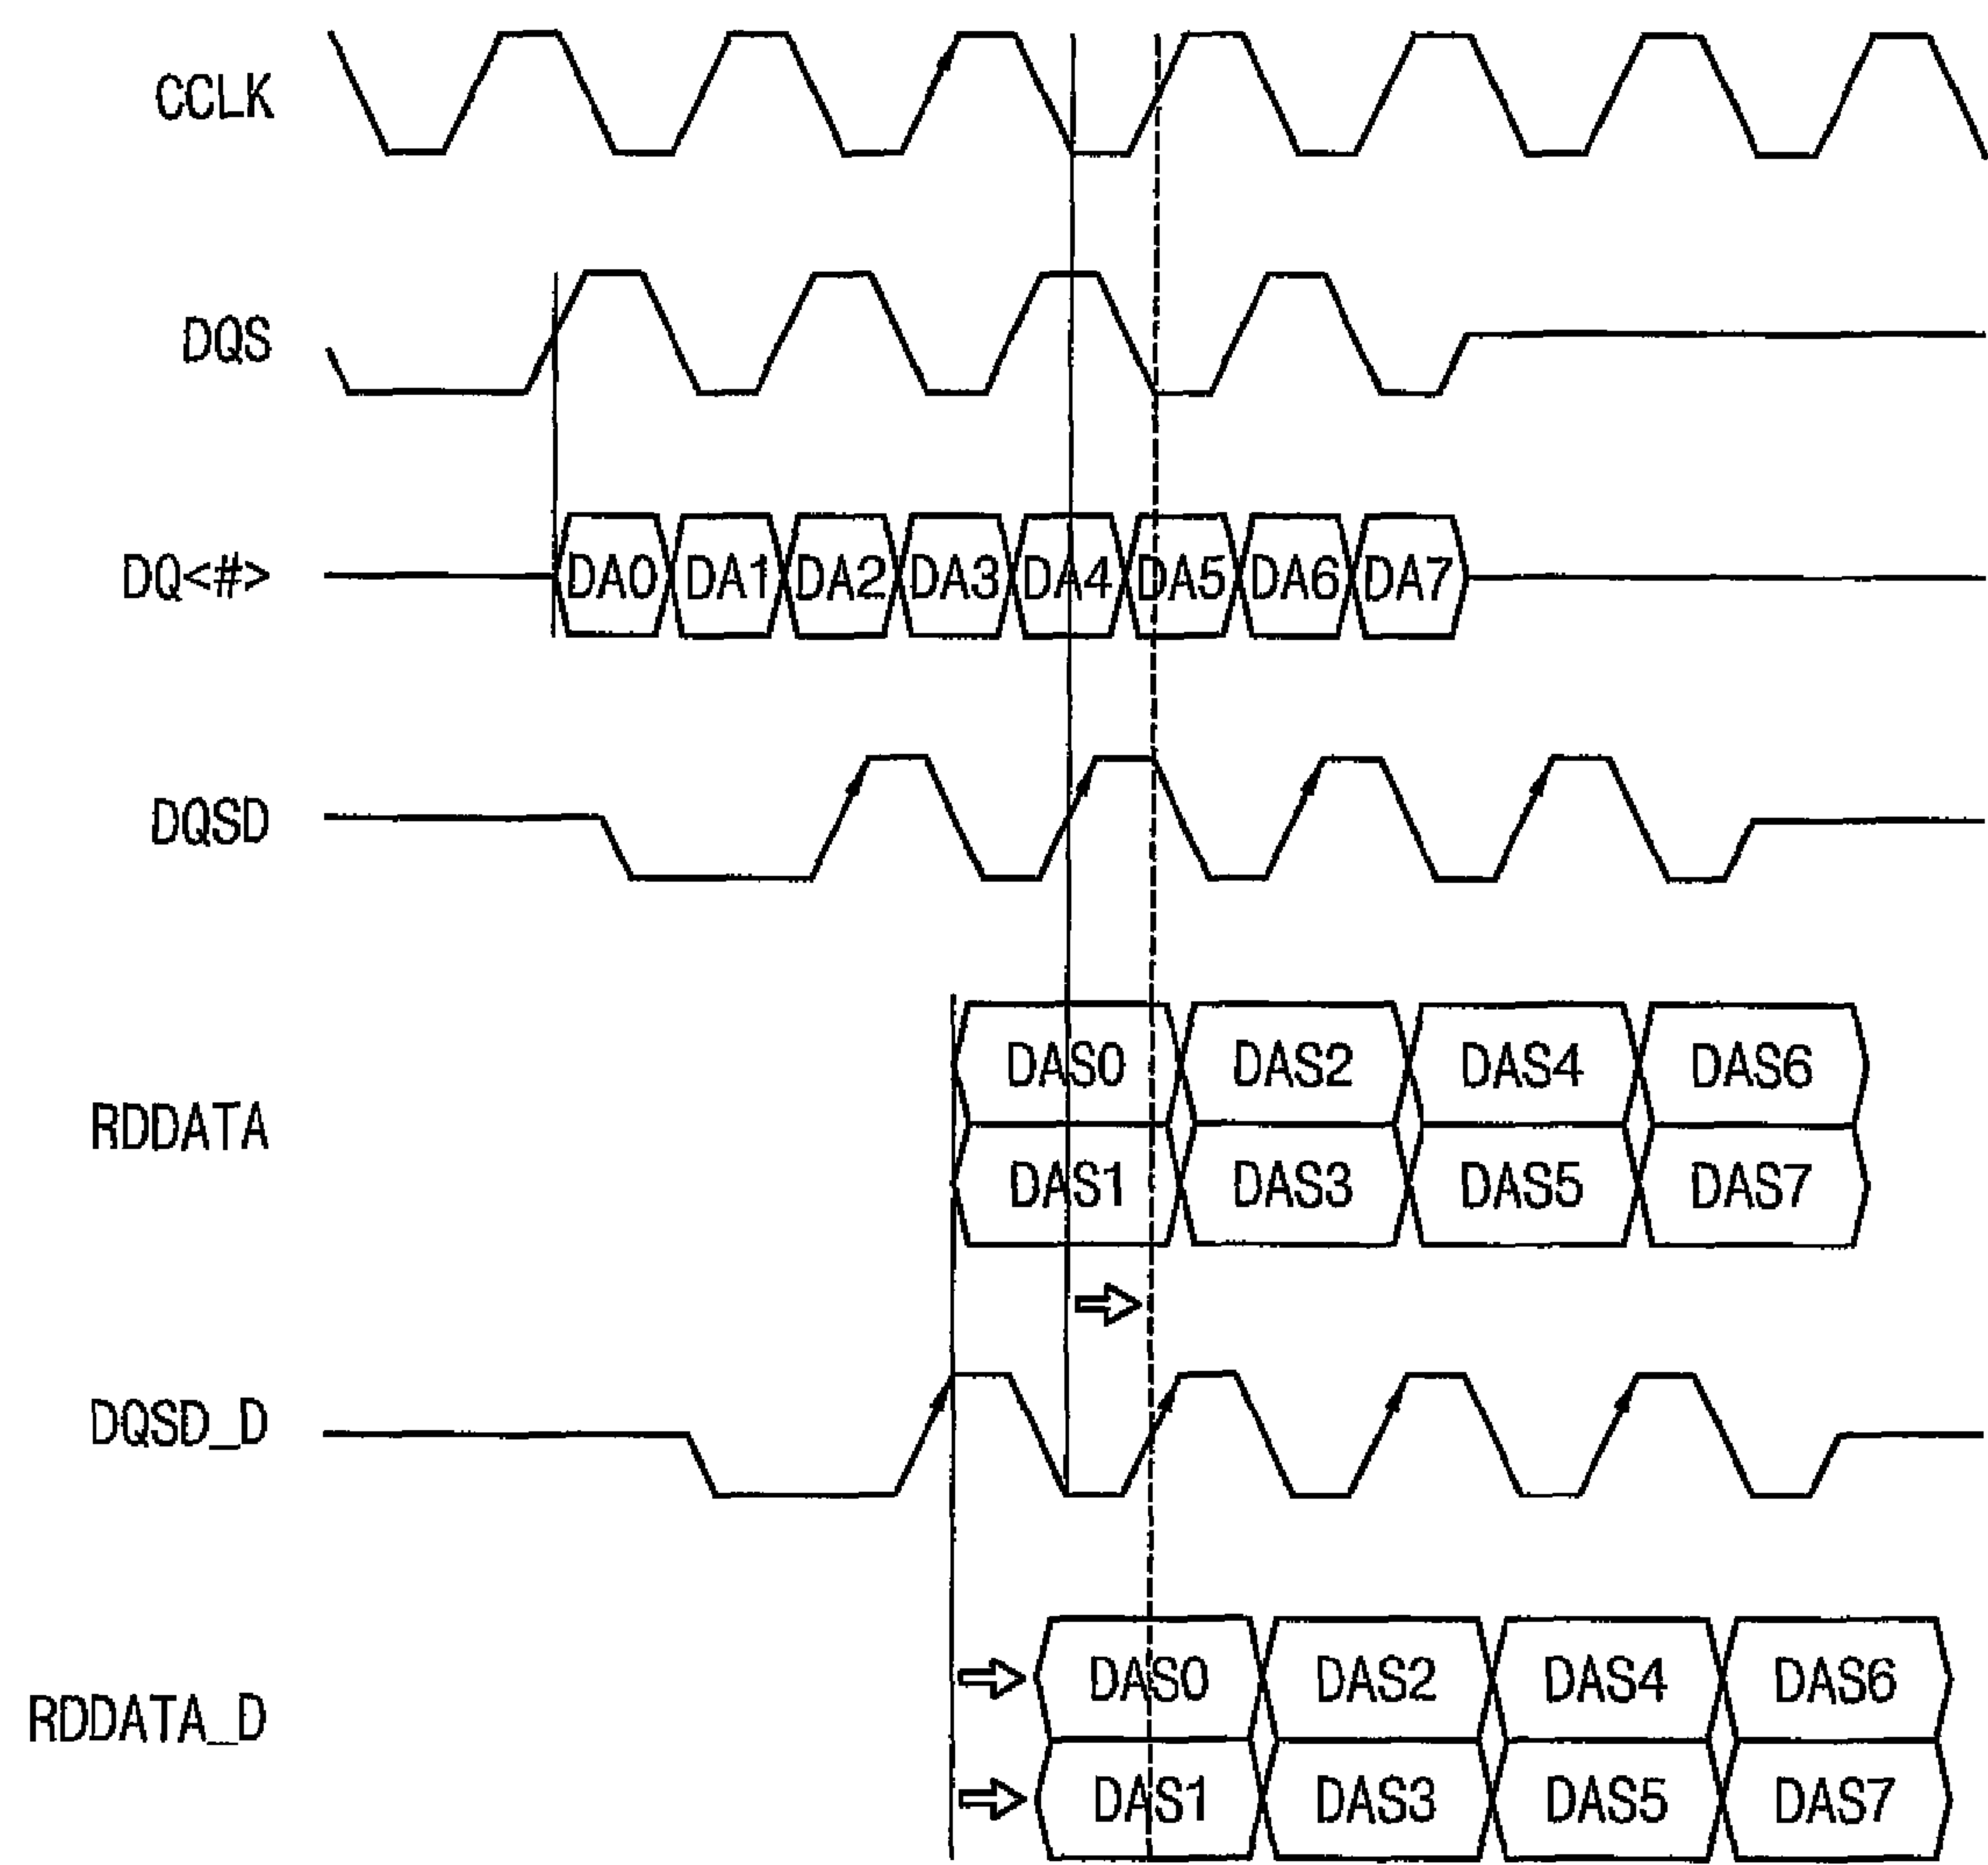 CCLK
DQS
DQ<#>
DA0 DA1 DA2 DA3 DA4 DA5 DA6 DA7
DQSD
RDDATA
DAS0 DAS2 DAS4 DAS6
DAS1 DAS3 DAS5 DAS7
DQSD_D
RDDATA_D
DAS0 DAS2 DAS4 DAS6
DAS1 DAS3 DAS5 DAS7